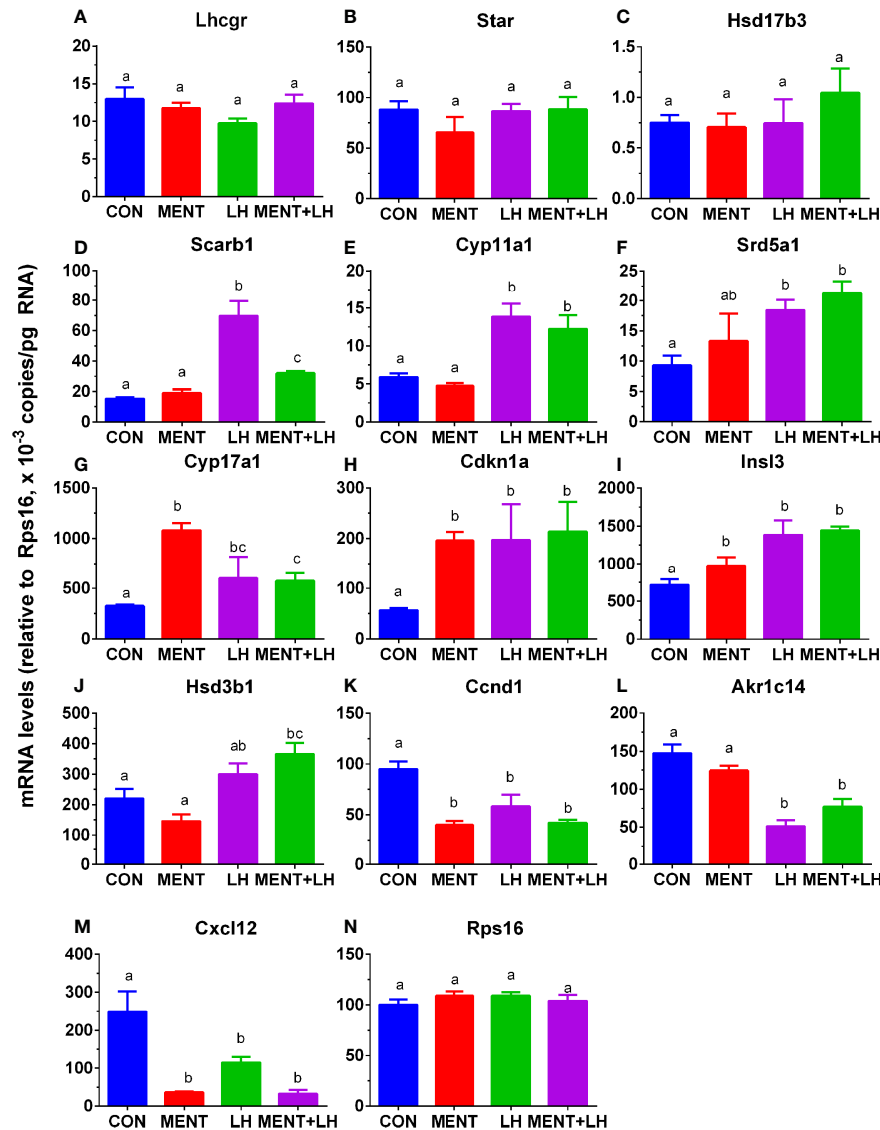 A Lhcgr
B Star
C Hsd17b3
20 15 10 5 0
a a a a
CON MENT LH MENT+LH
150 100 75 50 25 0
a a a a
CON MENT LH MENT+LH
1.5 1.0 0.5 0.0
a a a a
CON MENT LH MENT+LH
mRNA levels (relative to Rps16, x 10⁻³ copies/pg RNA)
D Scarb1
E Cyp11a1
F Srd5a1
100 80 60 40 20 0
a a b c
CON MENT LH MENT+LH
20 15 10 5 0
a a b b
CON MENT LH MENT+LH
25 20 15 10 5 0
a ab b b
CON MENT LH MENT+LH
G Cyp17a1
H Cdkn1a
I Insl3
1500 1000 500 0
a b bc c
CON MENT LH MENT+LH
300 200 100 0
a b b b
CON MENT LH MENT+LH
2000 1500 1000 500 0
a b b b
CON MENT LH MENT+LH
J Hsd3b1
K Ccnd1
L Akr1c14
500 400 300 200 100 0
a a ab bc
CON MENT LH MENT+LH
150 100 50 0
a b b b
CON MENT LH MENT+LH
200 150 100 50 0
a a b b
CON MENT LH MENT+LH
M Cxcl12
N Rps16
400 300 200 100 0
a b b b
CON MENT LH MENT+LH
150 100 50 0
a a a a
CON MENT LH MENT+LH